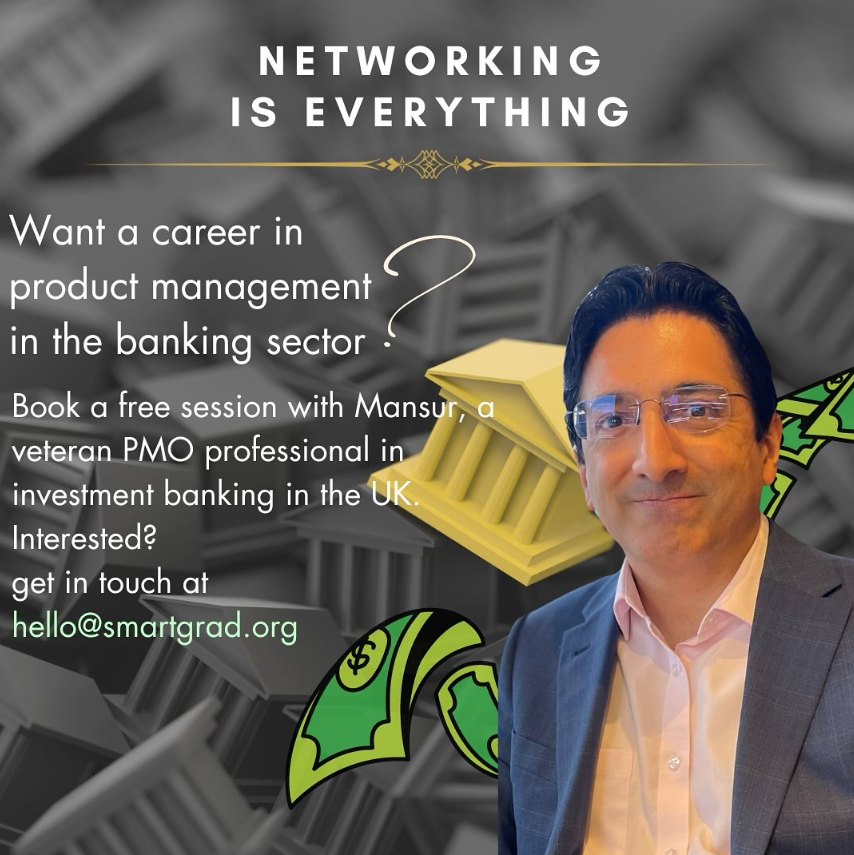 NETWORKING
IS EVERYTHING
Want a career in
product management
in the banking sector ?
Book a free session with Mansur, a
veteran PMO professional in
investment banking in the UK.
Interested?
get in touch at
hello@smartgrad.org
$